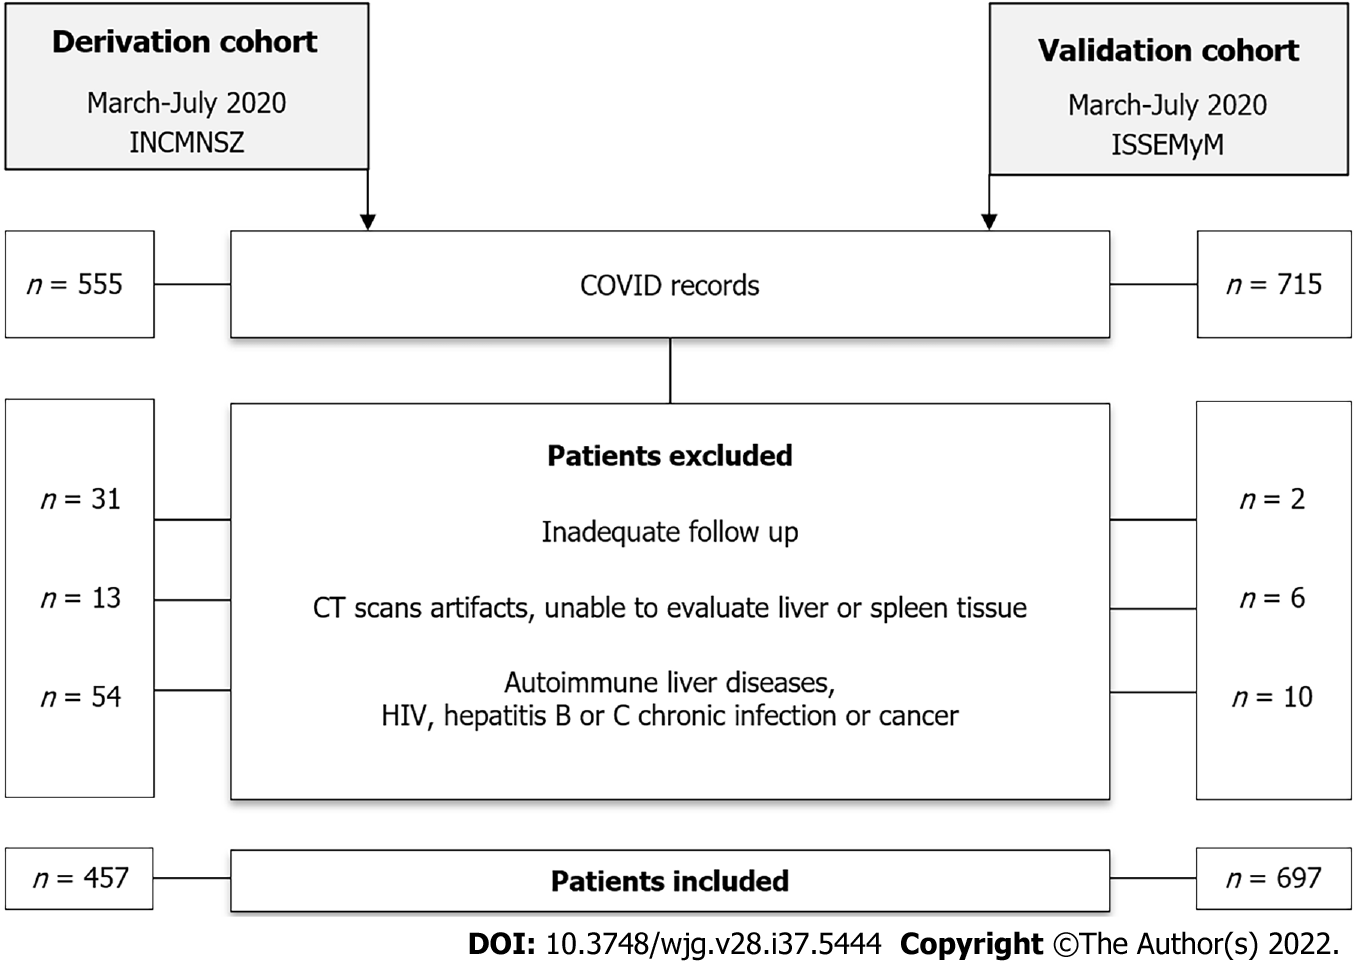 Derivation cohort
March-July 2020
INCMNSZ
Validation cohort
March-July 2020
ISSEMyM
n = 555
COVID records
n = 715
Patients excluded
n = 31
Inadequate follow up
n = 2
n = 13
CT scans artifacts, unable to evaluate liver or spleen tissue
n = 6
n = 54
Autoimmune liver diseases,
HIV, hepatitis B or C chronic infection or cancer
n = 10
n = 457
Patients included
n = 697
DOI: 10.3748/wjg.v28.i37.5444 Copyright ©The Author(s) 2022.